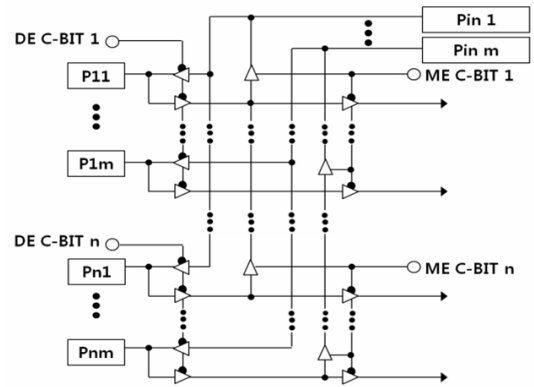 Pin 1
Pin m
DE C-BIT 1
P11
ME C-BIT 1
P1m
DE C-BIT n
Pn1
ME C-BIT n
Pnm